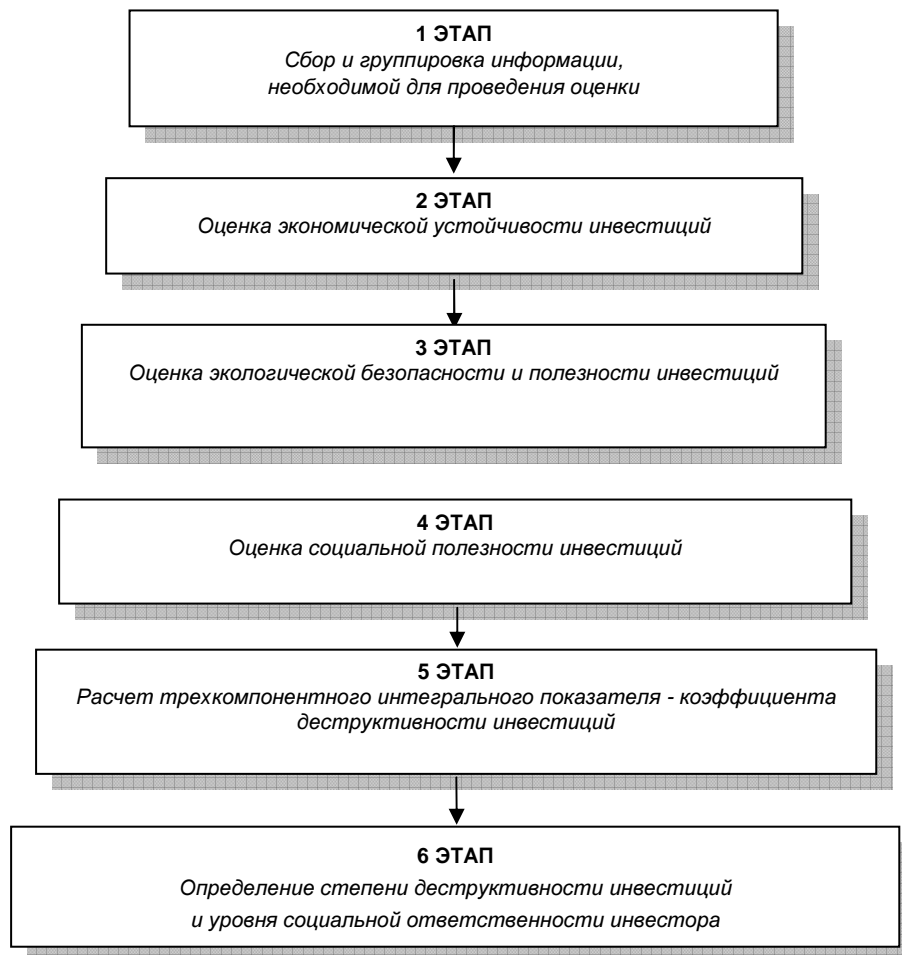 1 ЭТАП
Сбор и группировка информации,
необходимой для проведения оценки
2 ЭТАП
Оценка экономической устойчивости инвестиций
3 ЭТАП
Оценка экологической безопасности и полезности инвестиций
4 ЭТАП
Оценка социальной полезности инвестиций
5 ЭТАП
Расчет трехкомпонентного интегрального показателя - коэффициента
деструктивности инвестиций
6 ЭТАП
Определение степени деструктивности инвестиций
и уровня социальной ответственности инвестора